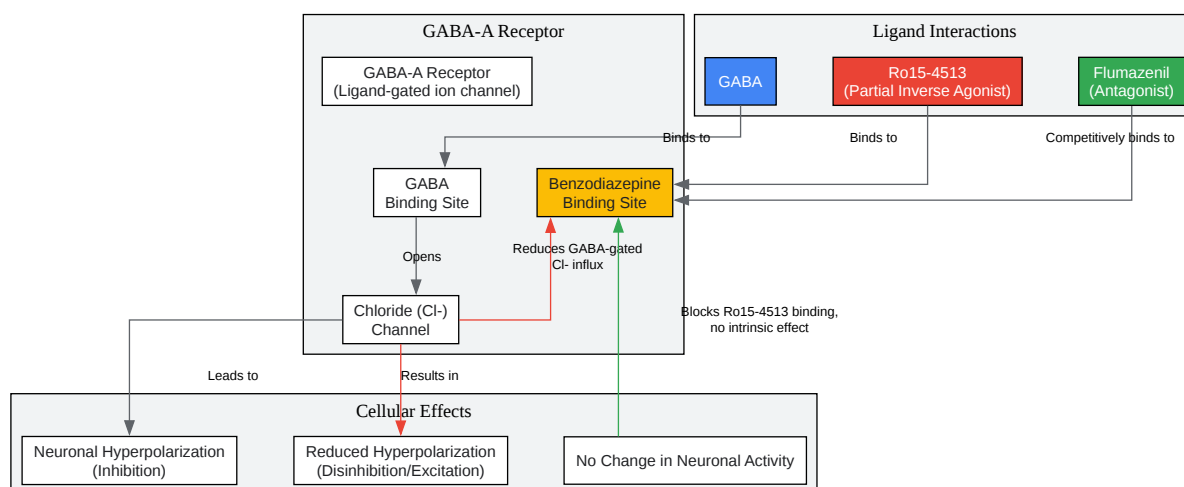 GABA-A Receptor
Ligand Interactions
GABA-A Receptor
(Ligand-gated ion channel)
GABA
Ro15-4513
(Partial Inverse Agonist)
Flumazenil
(Antagonist)
Binds to
Binds to
Competitively binds to
GABA
Binding Site
Benzodiazepine
Binding Site
Opens
Reduces GABA-gated
Cl- influx
Chloride (Cl-)
Channel
Blocks Ro15-4513 binding,
no intrinsic effect
Leads to
Results in
Cellular Effects
Neuronal Hyperpolarization
(Inhibition)
Reduced Hyperpolarization
(Disinhibition/Excitation)
No Change in Neuronal Activity